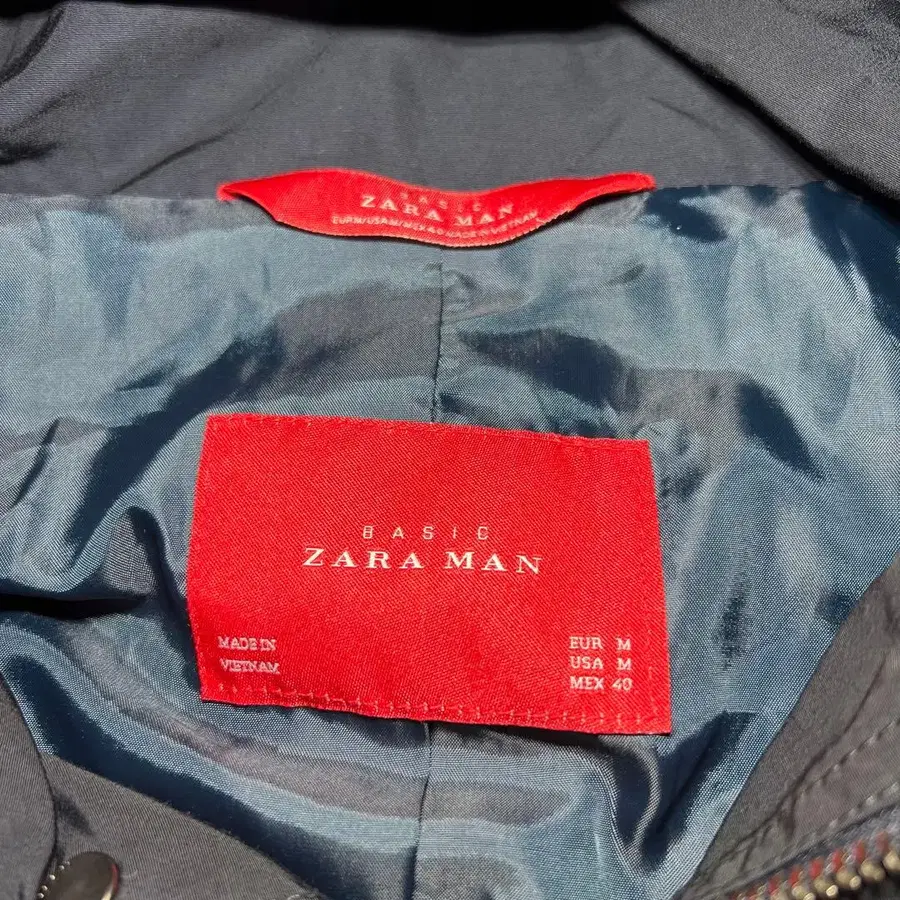 BASIC
ZARA MAN
EUR M/USA M/MEX 40 MADE IN VIETNAM
BASIC
ZARA MAN
MADE IN
VIETNAM
EUR M
USA M
MEX 40